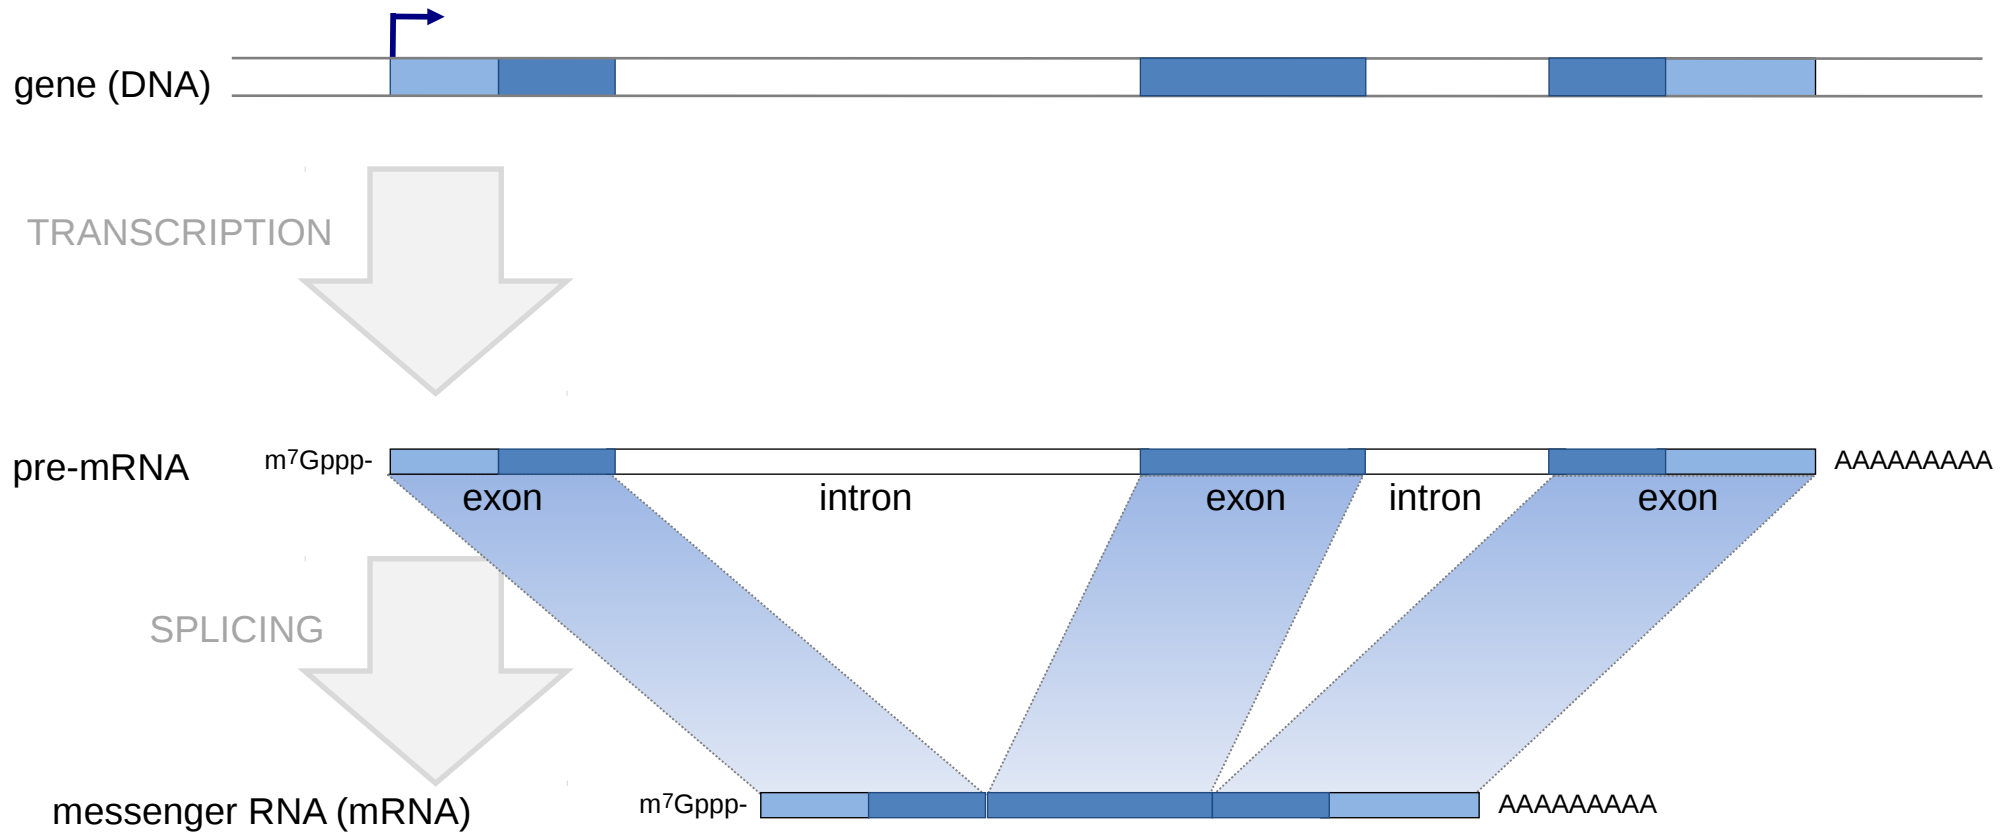 gene (DNA)
TRANSCRIPTION
pre-mRNA m⁷Gppp- AAAAAAAAA
exon intron exon intron exon
SPLICING
messenger RNA (mRNA) m⁷Gppp- AAAAAAAAA